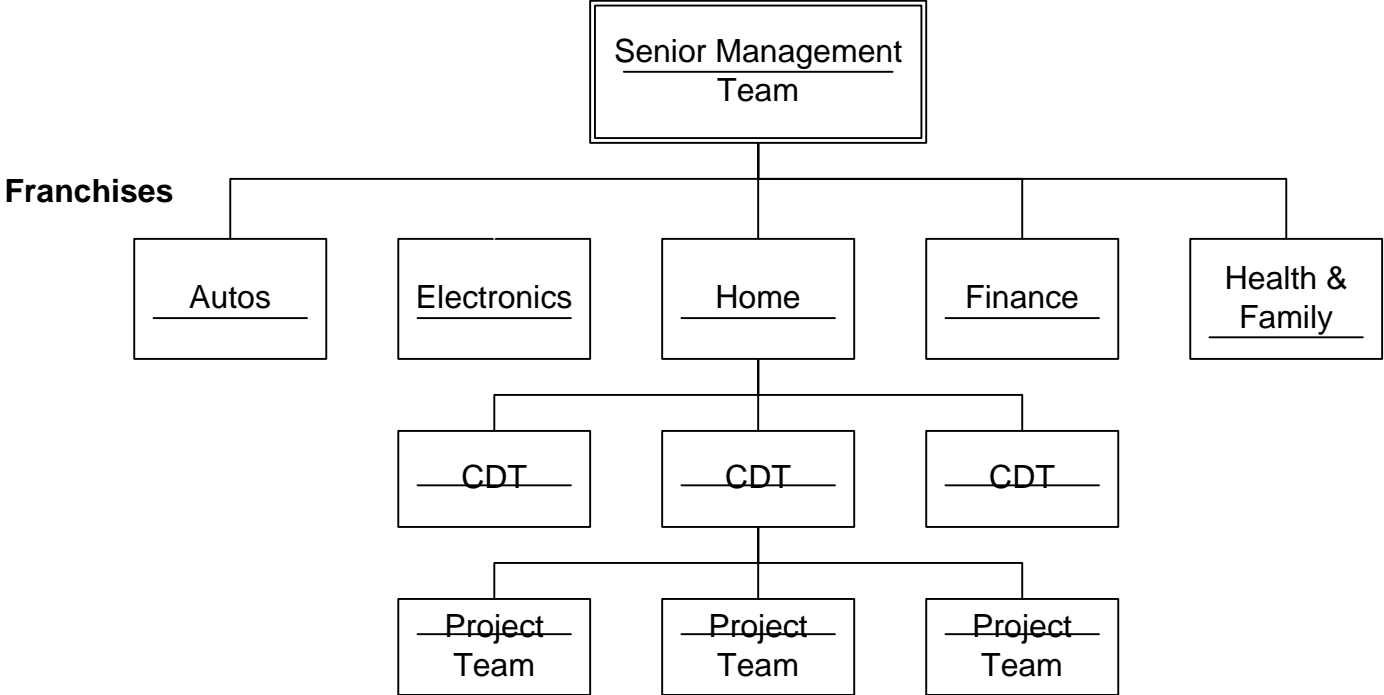 Senior Management
Team
Franchises
Autos
Electronics
Home
Finance
Health &
Family
CDT
CDT
CDT
Project
Team
Project
Team
Project
Team